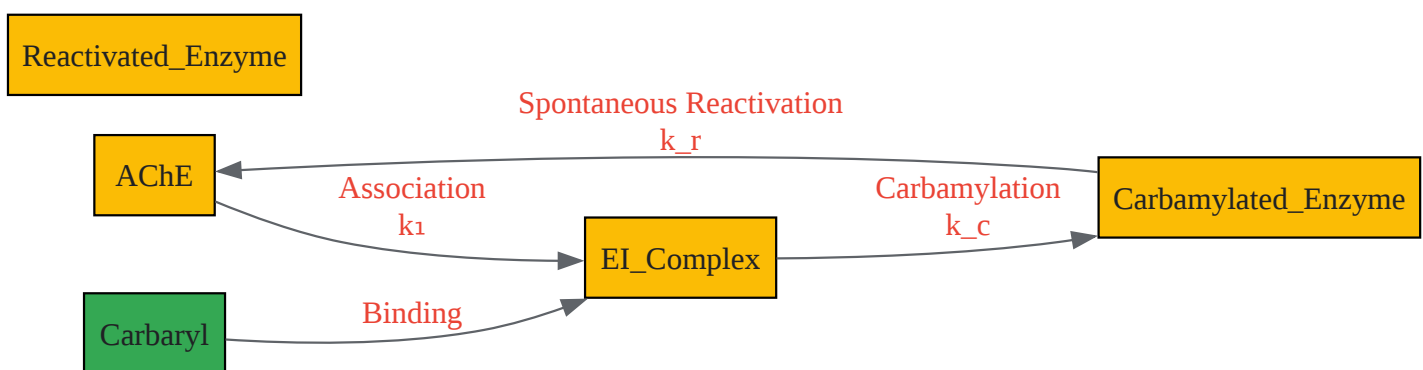 Reactivated_Enzyme
Spontaneous Reactivation
k_r
AChE
Association
k₁
Carbamylation
k_c
Carbamylated_Enzyme
EI_Complex
Binding
Carbaryl